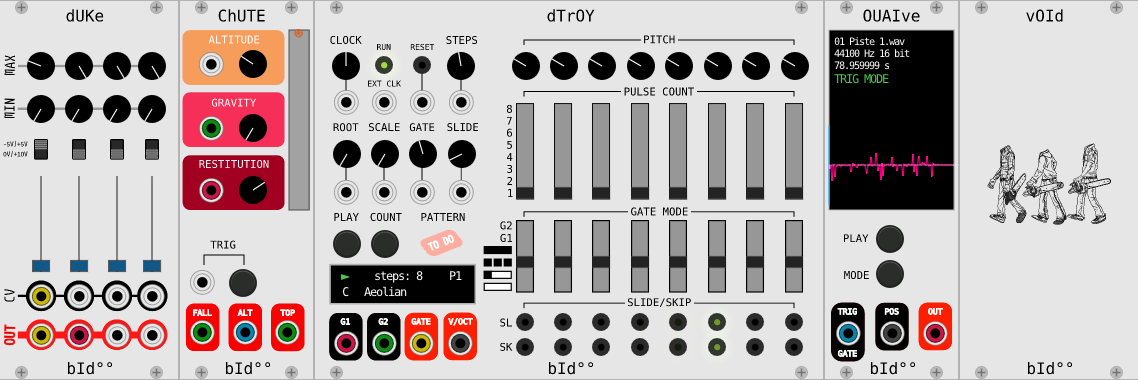 dUKe
MAX
MIN
-5V/+5V
0V/+10V
CV
OUT
bId°°
ChUTE
ALTITUDE
GRAVITY
RESTITUTION
TRIG
FALL ALT TOP
bId°°
dTrOY
CLOCK RUN RESET STEPS
EXT CLK
ROOT SCALE GATE SLIDE
PLAY COUNT PATTERN
TO DO
► steps: 8 P1
C Aeolian
G1 G2 GATE V/OCT
PITCH
PULSE COUNT
8
7
6
5
4
3
2
1
GATE MODE
G2
G1
SLIDE/SKIP
SL
SK
bId°°
OUAIve
01 Piste 1.wav
44100 Hz 16 bit
78.959999 s
TRIG MODE
PLAY
MODE
TRIG POS OUT
GATE
bId°°
vOId
bId°°